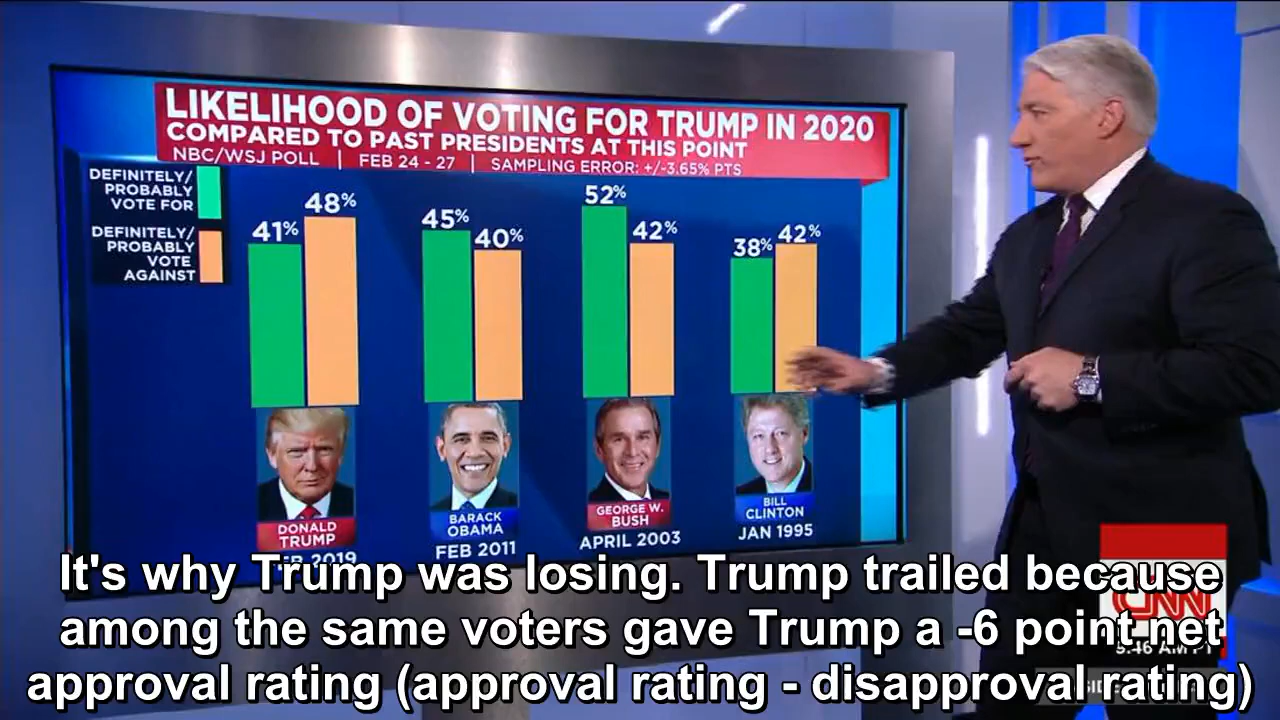 LIKELIHOOD OF VOTING FOR TRUMP IN 2020
COMPARED TO PAST PRESIDENTS AT THIS POINT
NBC/WSJ POLL | FEB 24 - 27 | SAMPLING ERROR: +/-3.65% PTS
DEFINITELY/
PROBABLY
VOTE FOR
DEFINITELY/
PROBABLY
VOTE
AGAINST
41% 48%
45% 40%
52% 42%
38% 42%
DONALD
TRUMP
FEB 2019
BARACK
OBAMA
FEB 2011
GEORGE W.
BUSH
APRIL 2003
BILL
CLINTON
JAN 1995
CNN
It's why Trump was losing. Trump trailed because
among the same voters gave Trump a -6 point net
approval rating (approval rating - disapproval rating)